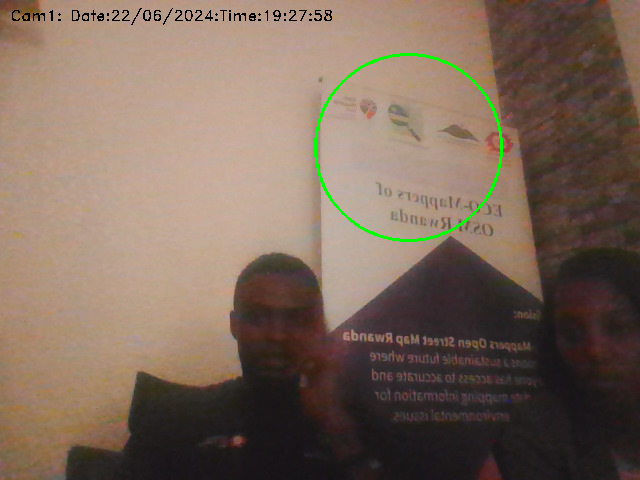 Cam1: Date:22/06/2024:Time:19:27:58
ECO-Mappers of
OSM Rwanda
Mappers Open Street Map Rwanda
a sustainable future where
has access to accurate and
mapping information for
environmental issues.